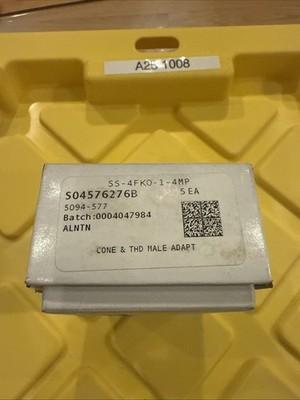 A25 1008
SS-4FKO-1-4MP
S04576276B 5 EA
5094-577
Batch:0004047984
ALNTN
CONE & THD MALE ADAPT